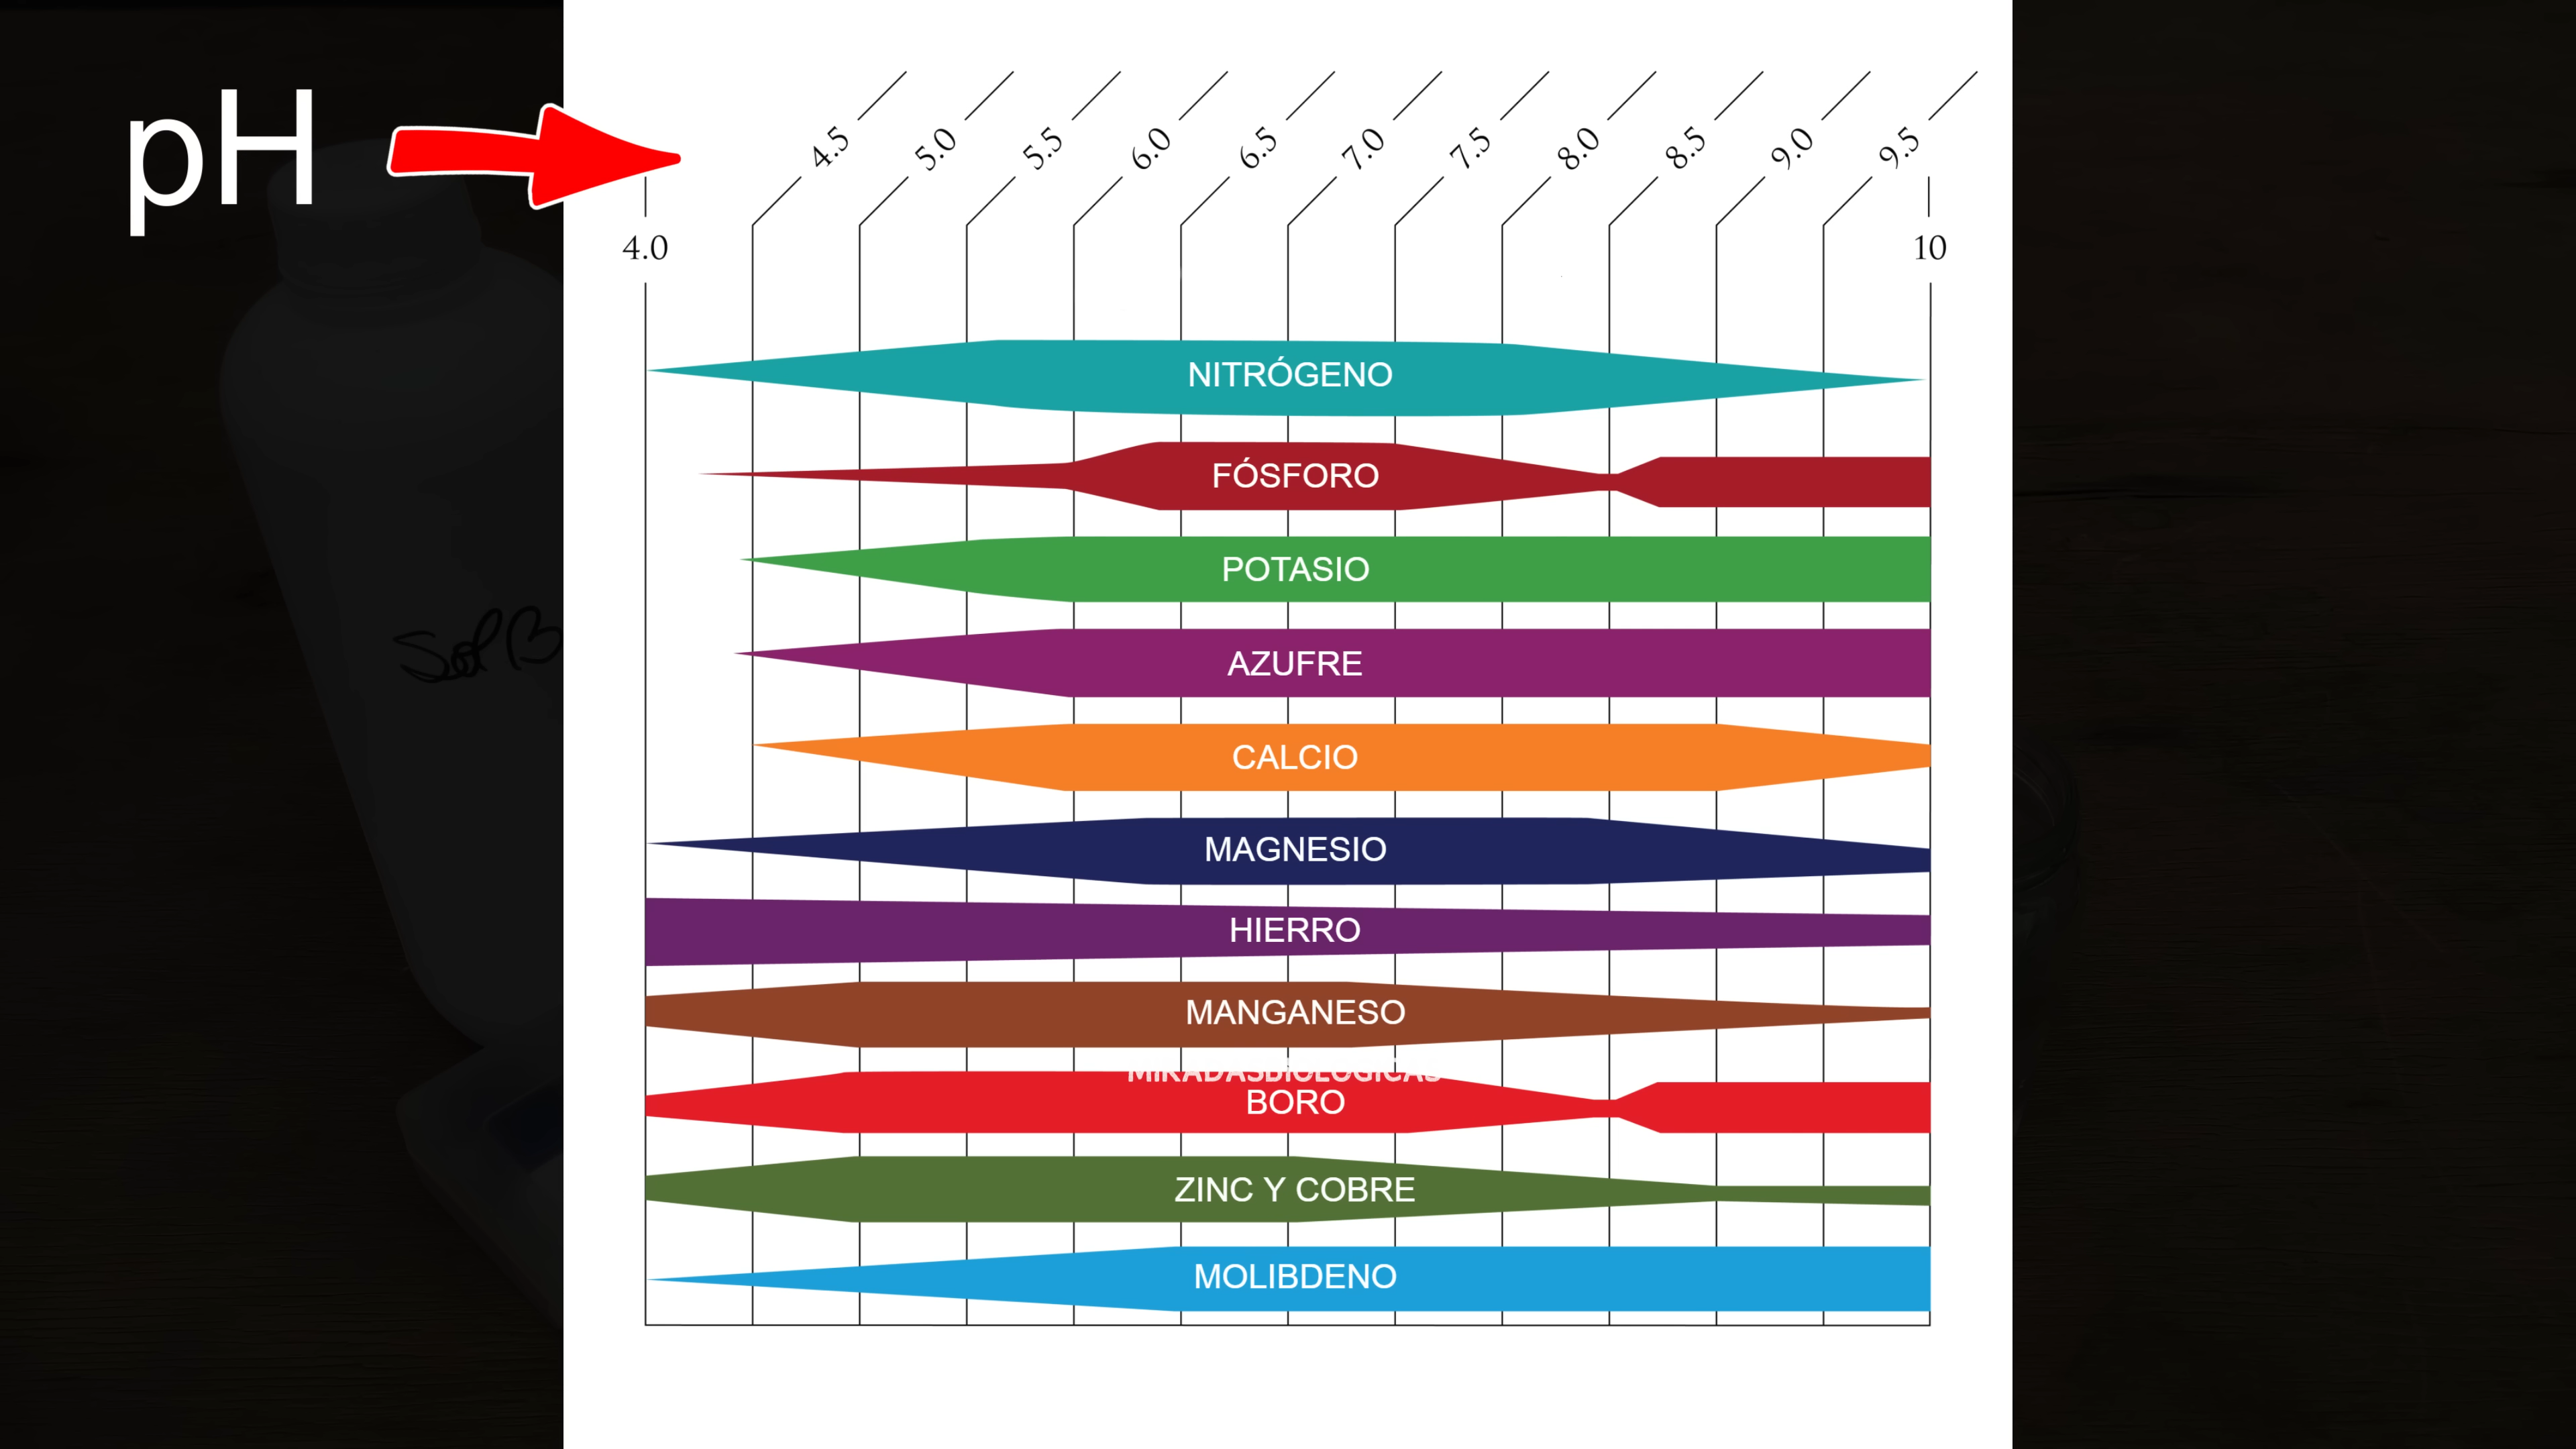 pH
4.5 5.0 5.5 6.0 6.5 7.0 7.5 8.0 8.5 9.0 9.5
4.0 10
NITRÓGENO
FÓSFORO
POTASIO
AZUFRE
CALCIO
MAGNESIO
HIERRO
MANGANESO
MIRADASBIOLOGICAS
BORO
ZINC Y COBRE
MOLIBDENO
Sol B